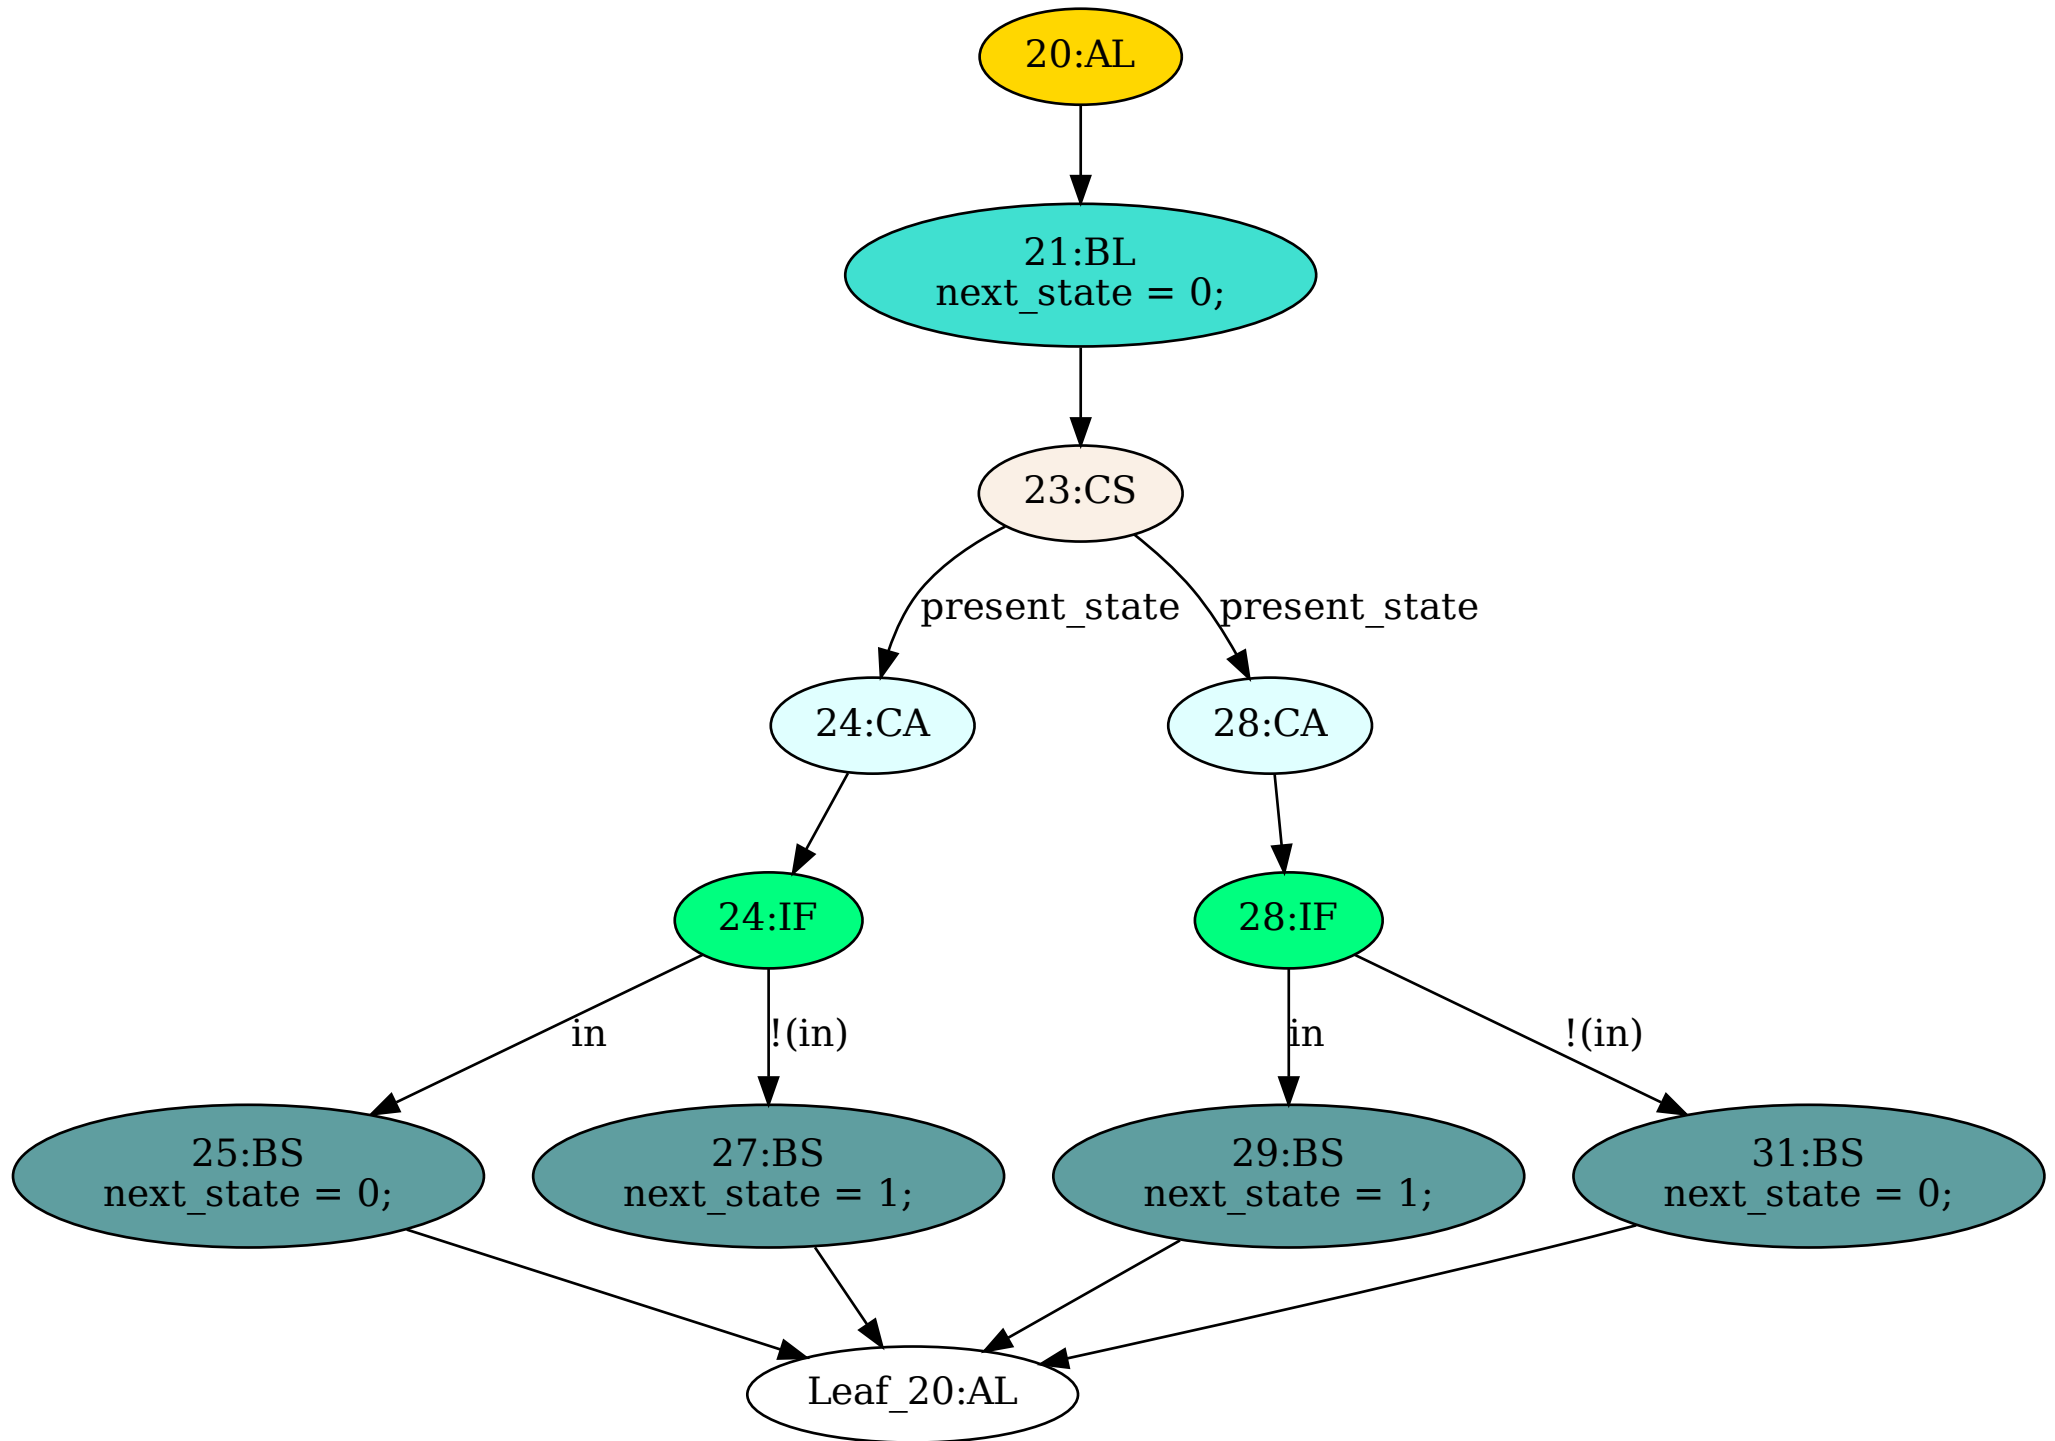 20:AL
21:BL
next_state = 0;
23:CS
present_state
present_state
24:CA
28:CA
24:IF
28:IF
in
!(in)
in
!(in)
25:BS
next_state = 0;
27:BS
next_state = 1;
29:BS
next_state = 1;
31:BS
next_state = 0;
Leaf_20:AL